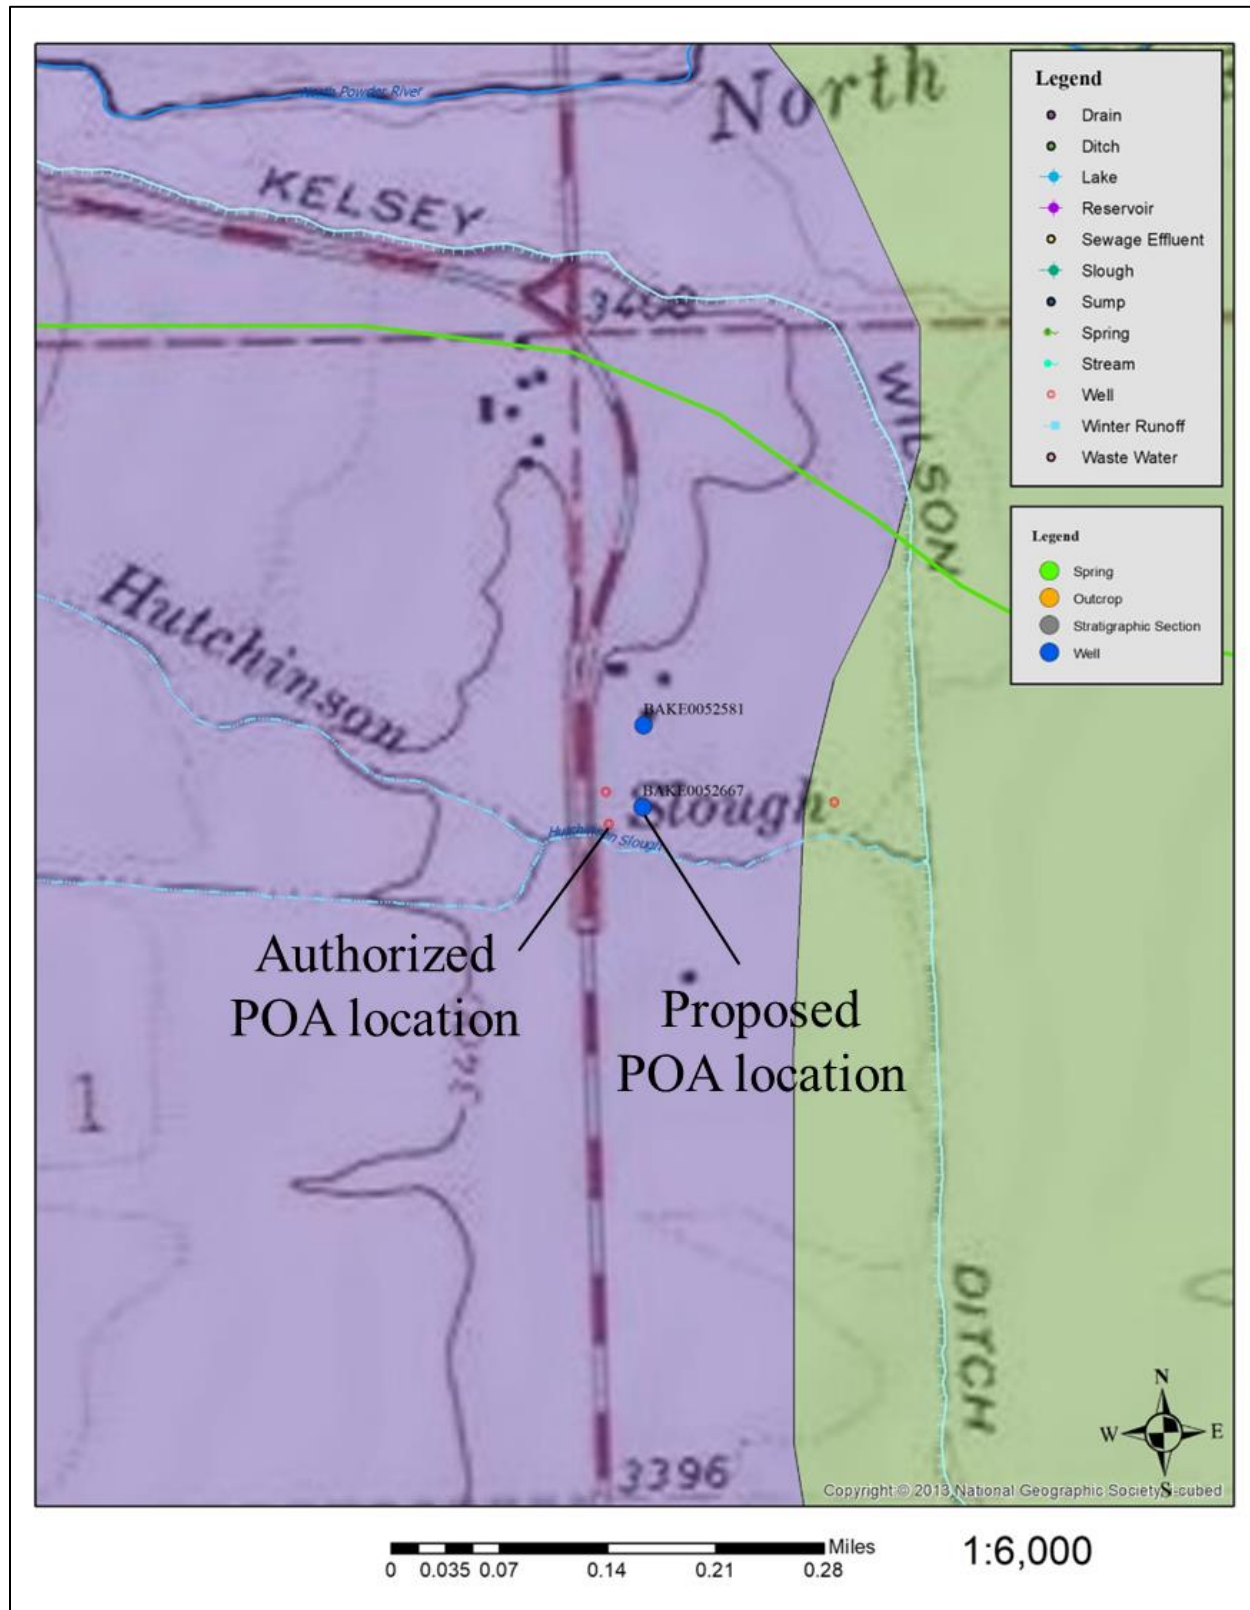 North
North Powder River
KELSEY
3400
WILSON
Hutchinson
BAKE0052581
BAKE0052667
Slough
Hutchinson Slough
Authorized
POA location
Proposed
POA location
1
DITCH
3396
N
W E
S
Copyright:© 2013 National Geographic Society, i-cubed
Legend
Drain
Ditch
Lake
Reservoir
Sewage Effluent
Slough
Sump
Spring
Stream
Well
Winter Runoff
Waste Water
Legend
Spring
Outcrop
Stratigraphic Section
Well
Miles
0 0.035 0.07 0.14 0.21 0.28
1:6,000